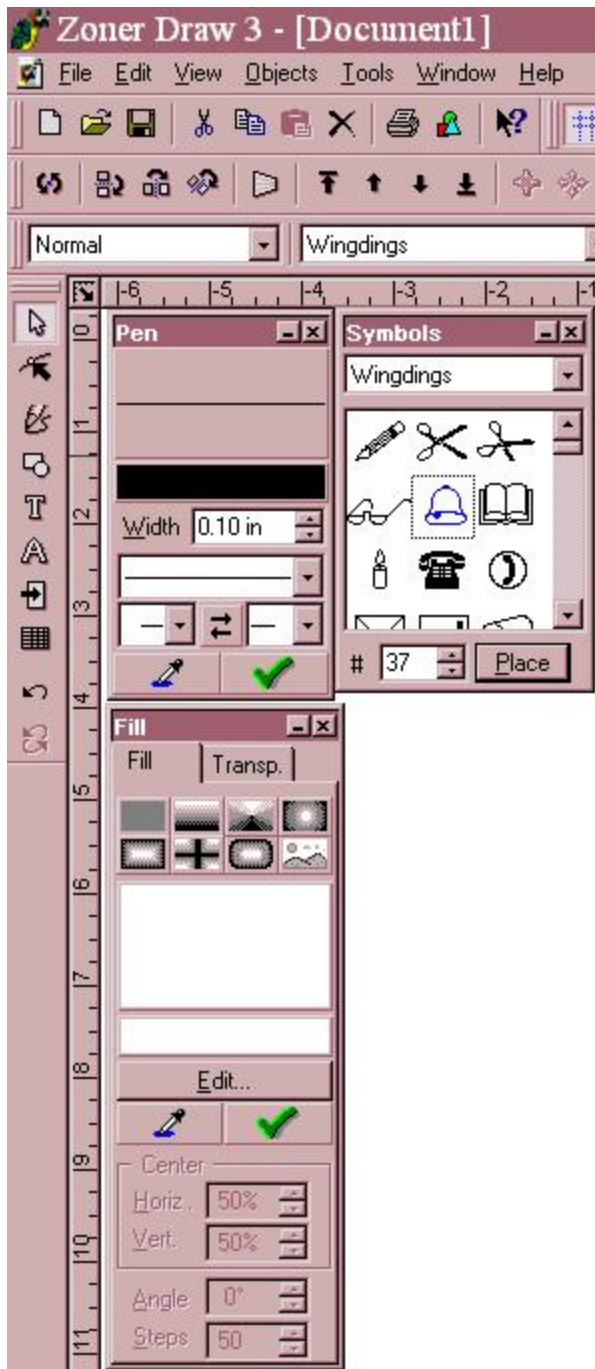 Zoner Draw 3 - [Document1]
File Edit View Objects Tools Window Help
Normal Wingdings
-6 -5 -4 -3 -2 -1
Pen
Symbols
Wingdings
Width 0.10 in
# 37 Place
Fill
Fill Transp.
Edit...
Center
Horiz. 50%
Vert. 50%
Angle 0°
Steps 50
0
1
2
3
4
5
6
7
8
9
10
11